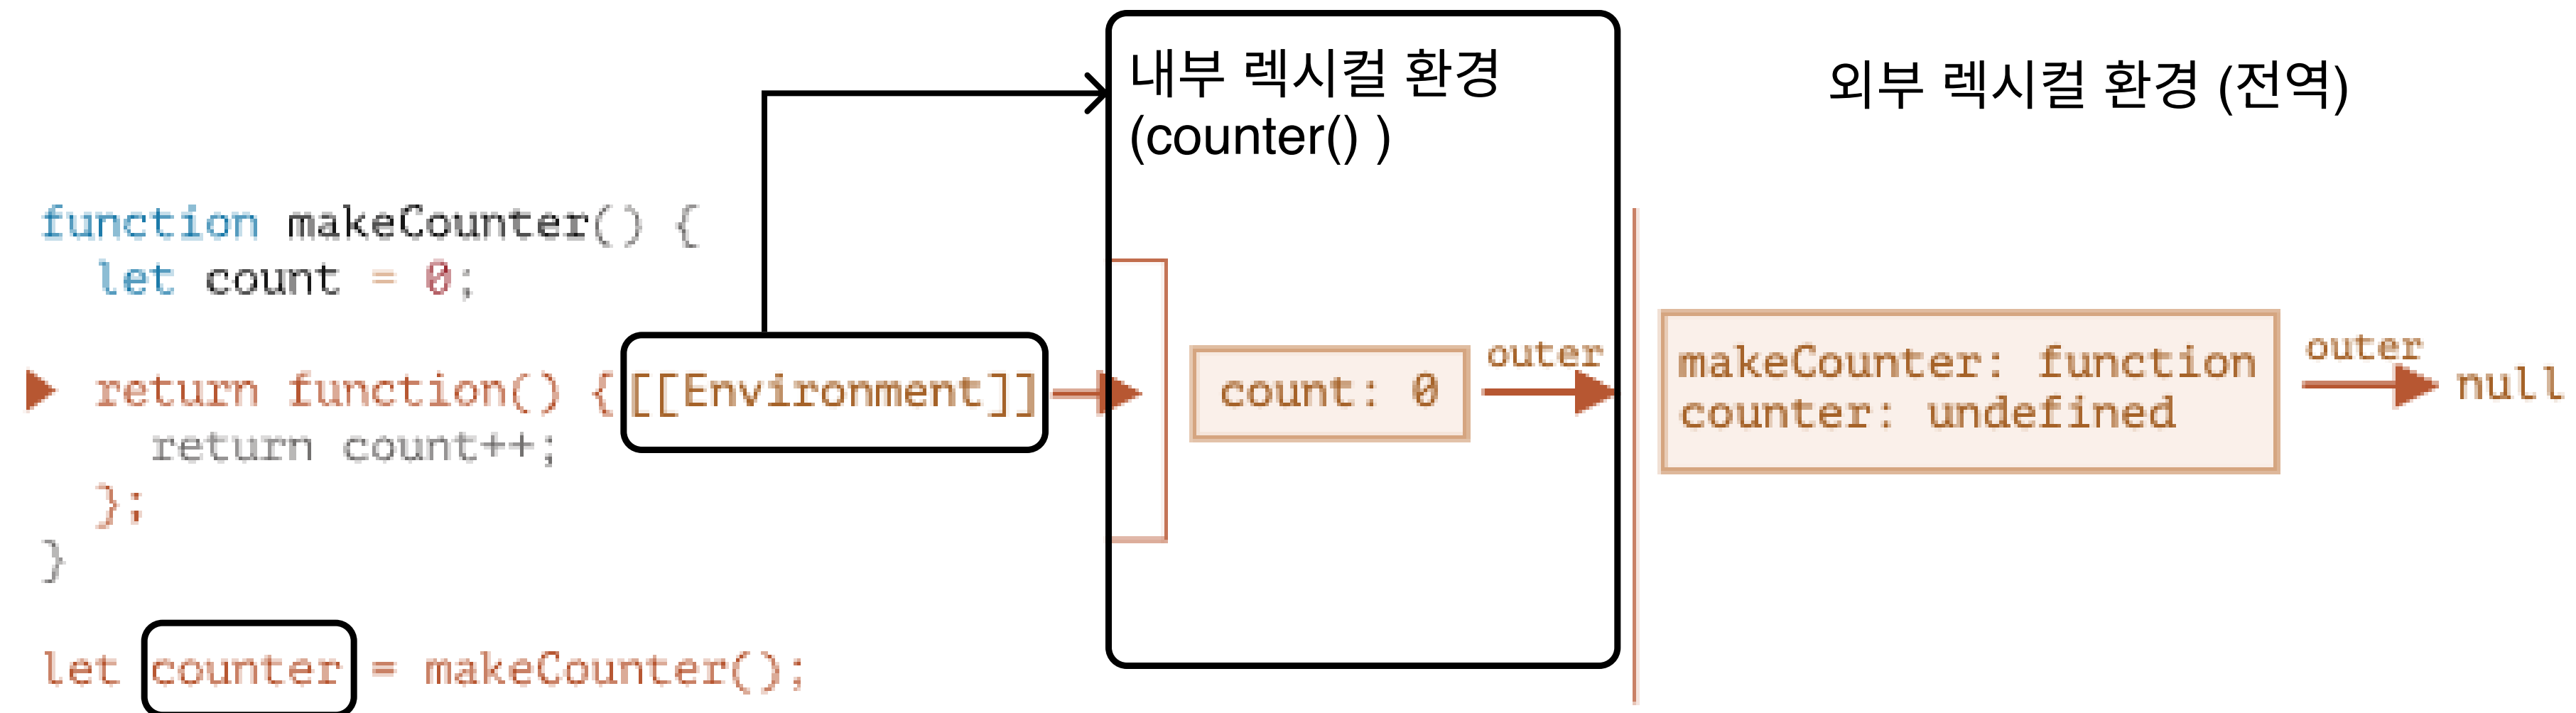 내부 렉시컬 환경
(counter() )
외부 렉시컬 환경 (전역)
function makeCounter() {
let count = 0;
return function() {[[Environment]]
return count++;
};
}
let counter = makeCounter();
count: 0
outer
makeCounter: function
counter: undefined
outer
null